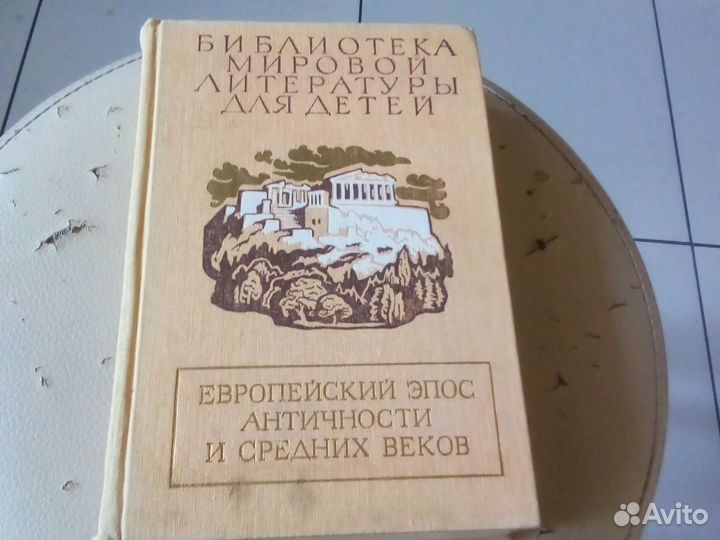 БИБЛИОТЕКА
МИРОВОЙ
ЛИТЕРАТУРЫ
ДЛЯ ДЕТЕЙ
ЕВРОПЕЙСКИЙ ЭПОС
АНТИЧНОСТИ
И СРЕДНИХ ВЕКОВ
Avito